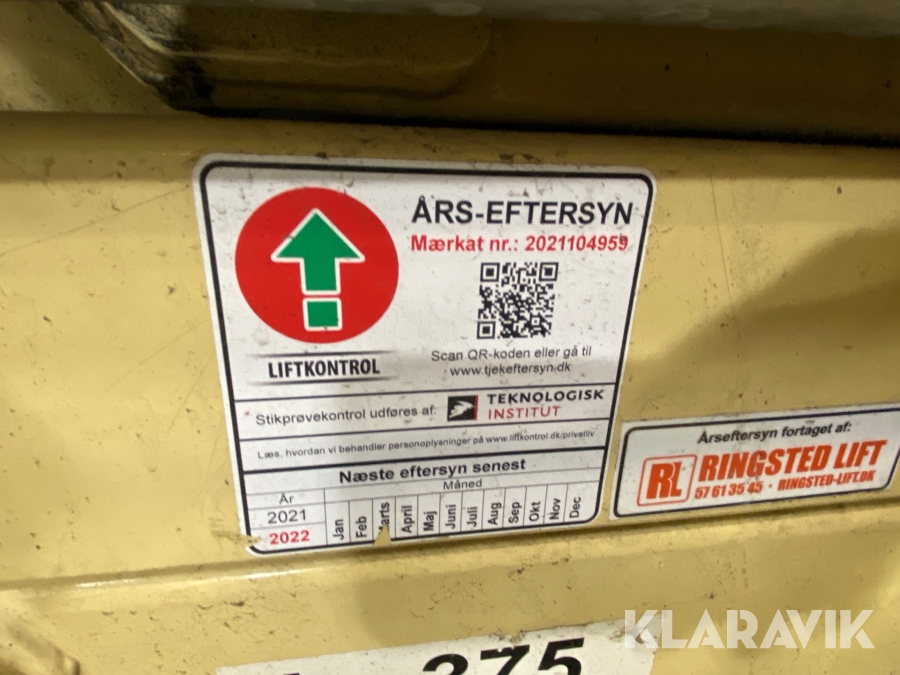 ÅRS-EFTERSYN
Mærkat nr.: 2021104959
Scan QR-koden eller gå til
www.tjekeftersyn.dk
LIFTKONTROL
Stikprøvekontrol udføres af:
TEKNOLOGISK
INSTITUT
Læs, hvordan vi behandler personoplysninger på www.liftkontrol.dk/privatliv
Næste eftersyn senest
År
Måned
2021
2022
Jan
Feb
arts
April
Maj
Juni
Juli
Aug
Sep
Okt
Nov
Dec
Årseftersyn fortaget af:
RL RINGSTED LIFT
57 61 35 45 · RINGSTED-LIFT.DK
375
KLARAVIK